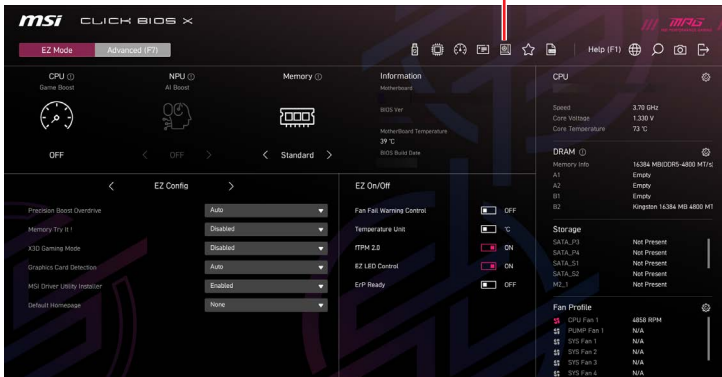 msi CLICK BIOS X
MPG
EZ Mode
Advanced (F7)
Help (F1)
CPU
Game Boost
OFF
NPU
AI Boost
OFF
Memory
Standard
Information
Motherboard
BIOS Ver
MotherBoard Temperature
39 °C
BIOS Build Date
EZ Config
Precision Boost Overdrive Auto
Memory Try It ! Disabled
X3D Gaming Mode Disabled
Graphics Card Detection Auto
MSI Driver Utility Installer Enabled
Default Homepage None
EZ On/Off
Fan Fail Warning Control OFF
Temperature Unit °C
fTPM 2.0 ON
EZ LED Control ON
ErP Ready OFF
CPU
Speed 3.70 GHz
Core Voltage 1.330 V
Core Temperature 73 °C
DRAM
Memory Info 16384 MB(DDR5-4800 MT/s)
A1 Empty
A2 Empty
B1 Empty
B2 Kingston 16384 MB 4800 MT
Storage
SATA_P3 Not Present
SATA_P4 Not Present
SATA_S1 Not Present
SATA_S2 Not Present
M2_1 Not Present
Fan Profile
CPU Fan 1 4858 RPM
PUMP Fan 1 N/A
SYS Fan 1 N/A
SYS Fan 2 N/A
SYS Fan 3 N/A
SYS Fan 4 N/A